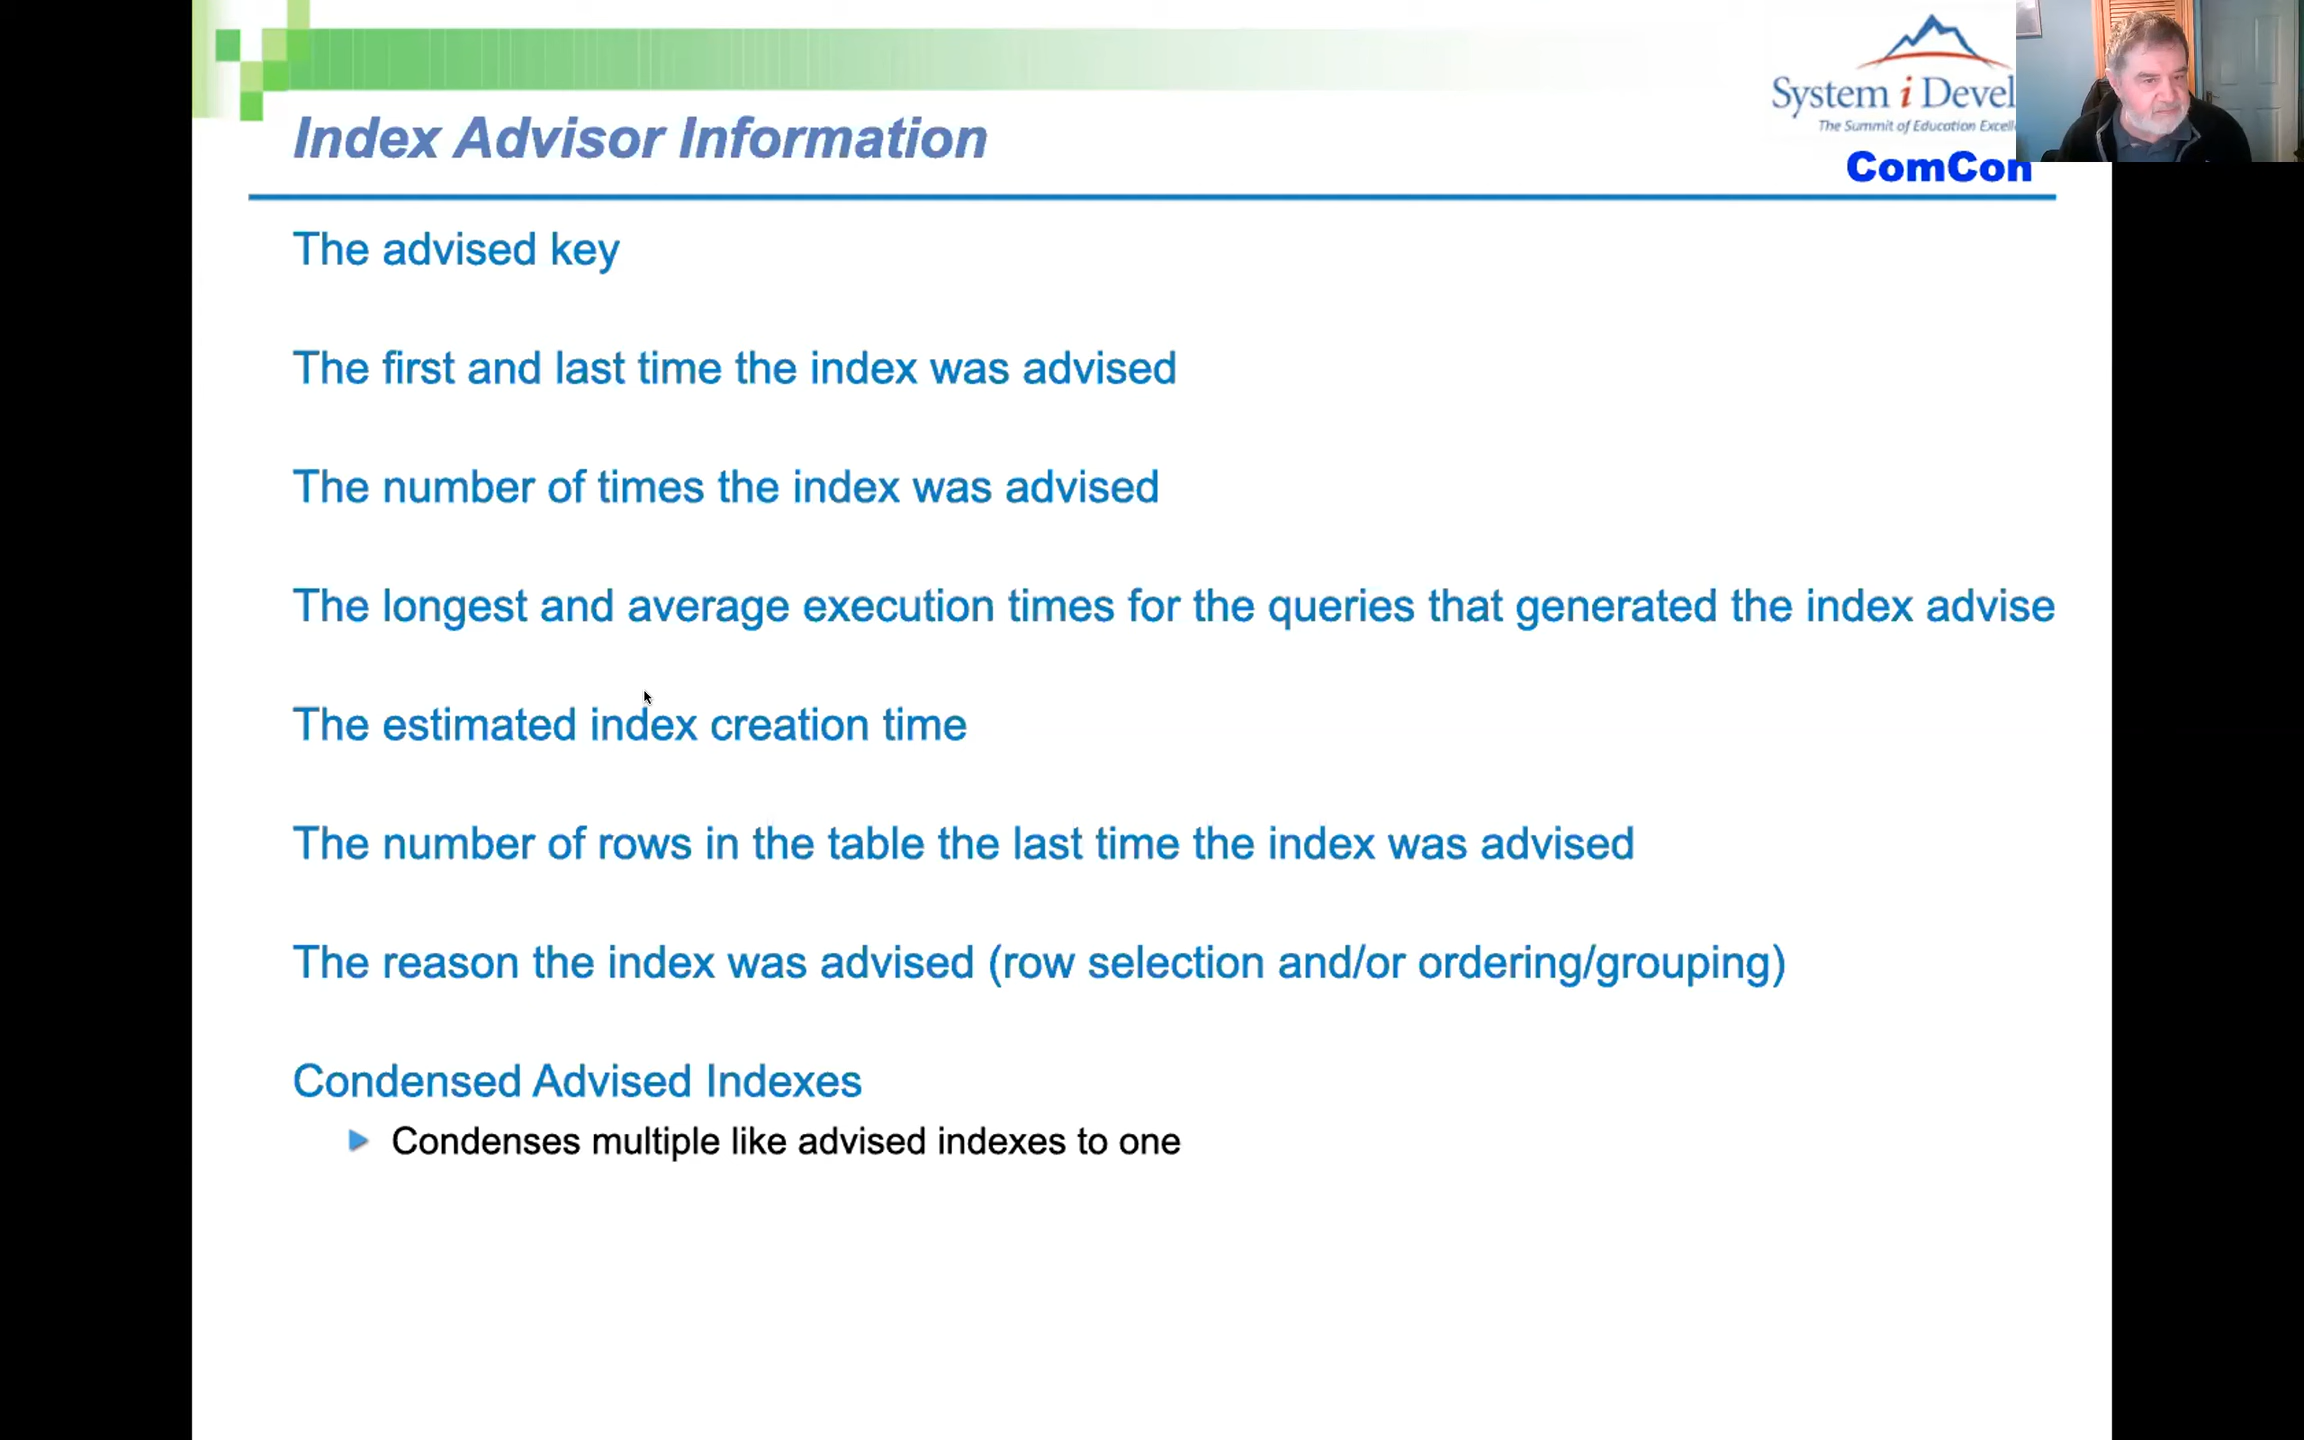 System i Devel
The Summit of Education Excell
ComCon
Index Advisor Information
The advised key
The first and last time the index was advised
The number of times the index was advised
The longest and average execution times for the queries that generated the index advise
The estimated index creation time
The number of rows in the table the last time the index was advised
The reason the index was advised (row selection and/or ordering/grouping)
Condensed Advised Indexes
Condenses multiple like advised indexes to one